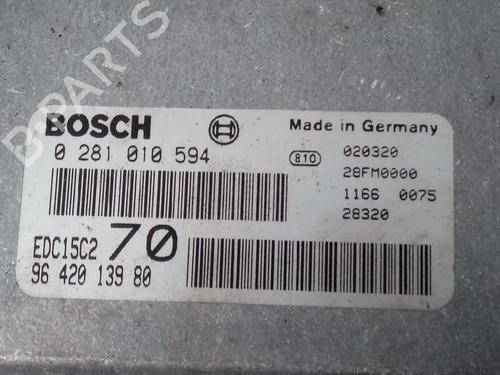 B-PARTS
BOSCH
Made in Germany
0 281 010 594
810
020320
28FM0000
1166 0075
28320
EDC15C2
70
96 420 139 80